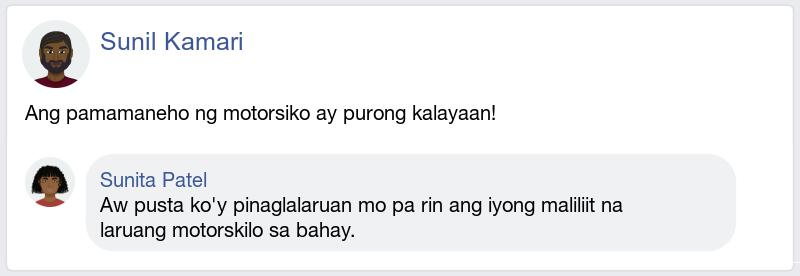 Sunil Kamari
Ang pamamaneho ng motorsiko ay purong kalayaan!
Sunita Patel
Aw pusta ko'y pinaglalaruan mo pa rin ang iyong maliliit na
laruang motorskilo sa bahay.